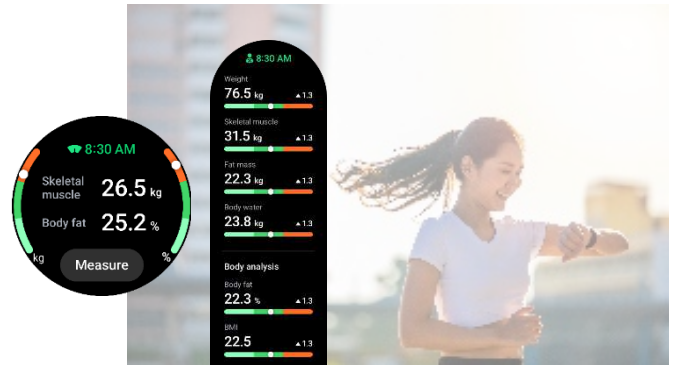 8:30 AM
Skeletal
muscle
26.5 kg
Body fat 25.2 %
kg
%
Measure
8:30 AM
Weight
76.5 kg ▲1.3
Skeletal muscle
31.5 kg ▲1.3
Fat mass
22.3 kg ▲1.3
Body water
23.8 kg ▲1.3
Body analysis
Body fat
22.3 % ▲1.3
BMI
22.5 ▲1.3